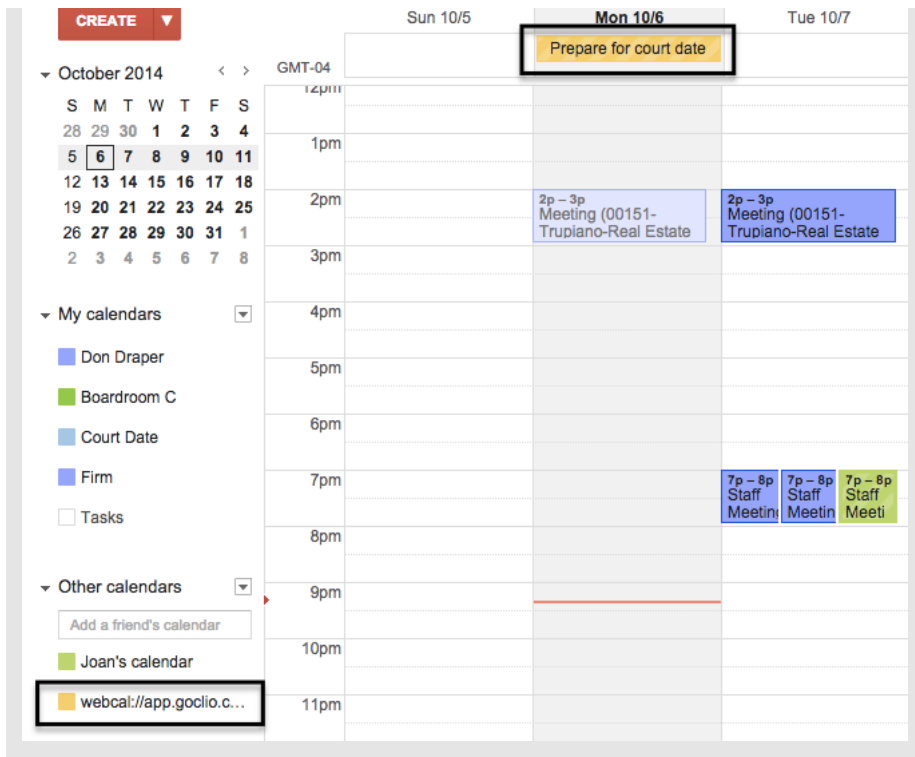 CREATE
Sun 10/5 Mon 10/6 Tue 10/7
Prepare for court date
October 2014 < > GMT-04
12pm
S M T W T F S
28 29 30 1 2 3 4
1pm
5 6 7 8 9 10 11
12 13 14 15 16 17 18
2pm 2p – 3p 2p – 3p
19 20 21 22 23 24 25
Meeting (00151- Meeting (00151-
Trupiano-Real Estate Trupiano-Real Estate
26 27 28 29 30 31 1
2 3 4 5 6 7 8 3pm
My calendars 4pm
Don Draper
5pm
Boardroom C
6pm
Court Date
Firm 7pm 7p – 8p 7p – 8p 7p – 8p
Staff Staff Staff
Meeting Meetin Meeti
Tasks
8pm
Other calendars 9pm
Add a friend's calendar
10pm
Joan's calendar
webcal://app.goclio.c... 11pm